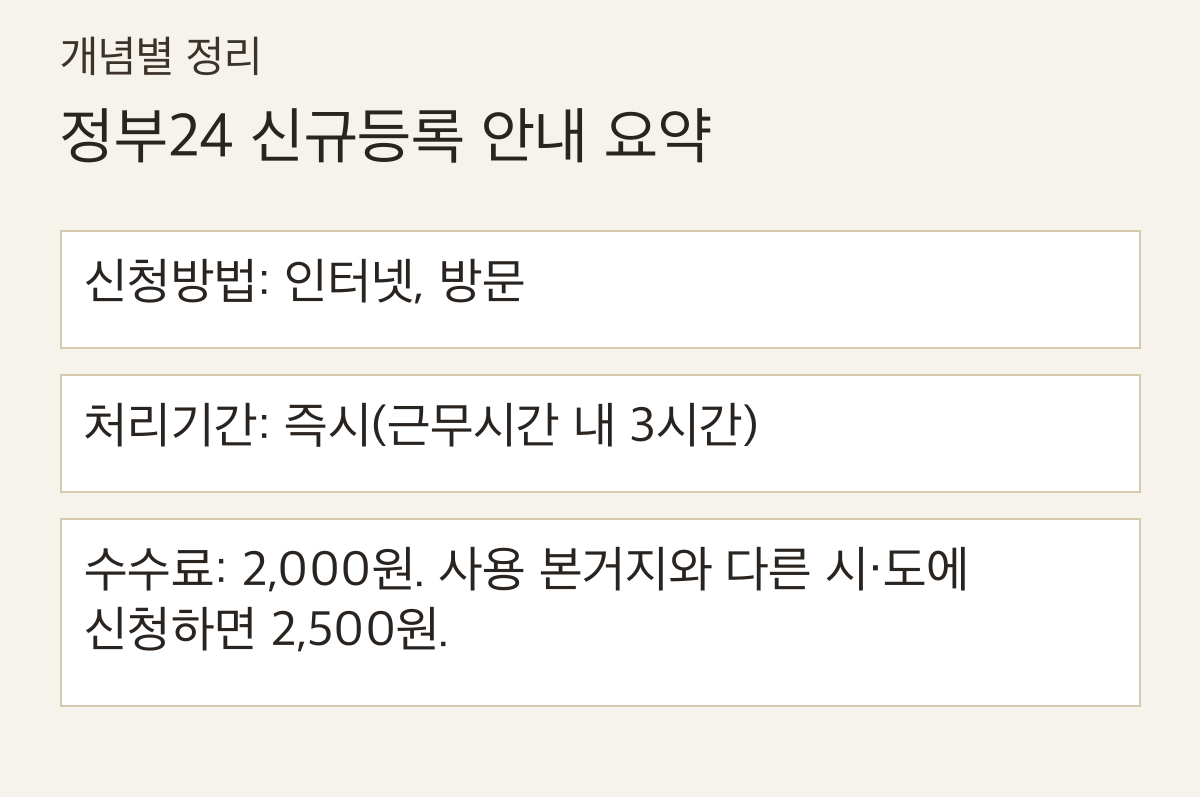 개념별 정리
정부24 신규등록 안내 요약
신청방법: 인터넷, 방문
처리기간: 즉시(근무시간 내 3시간)
수수료: 2,000원. 사용 본거지와 다른 시·도에
신청하면 2,500원.